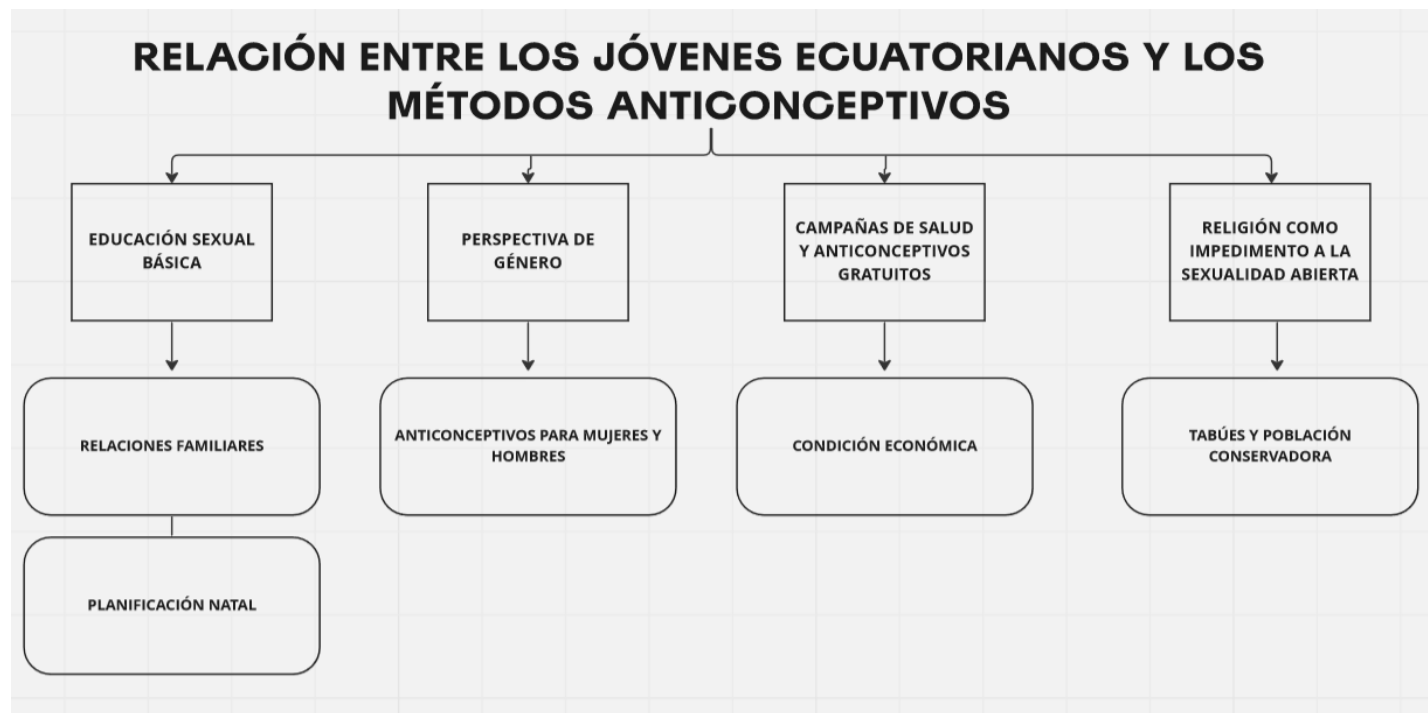 RELACIÓN ENTRE LOS JÓVENES ECUATORIANOS Y LOS
MÉTODOS ANTICONCEPTIVOS
EDUCACIÓN SEXUAL
BÁSICA
PERSPECTIVA DE
GÉNERO
CAMPAÑAS DE SALUD
Y ANTICONCEPTIVOS
GRATUITOS
RELIGIÓN COMO
IMPEDIMENTO A LA
SEXUALIDAD ABIERTA
RELACIONES FAMILIARES
ANTICONCEPTIVOS PARA MUJERES Y
HOMBRES
CONDICIÓN ECONÓMICA
TABÚES Y POBLACIÓN
CONSERVADORA
PLANIFICACIÓN NATAL